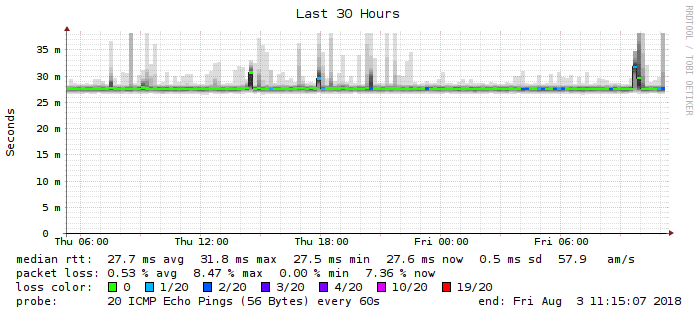 Last 30 Hours
RRDTOOL / TOBI OETIKER
Seconds
35 m
30 m
25 m
20 m
15 m
10 m
5 m
0
Thu 06:00 Thu 12:00 Thu 18:00 Fri 00:00 Fri 06:00
median rtt: 27.7 ms avg 31.8 ms max 27.5 ms min 27.6 ms now 0.5 ms sd 57.9 am/s
packet loss: 0.53 % avg 8.47 % max 0.00 % min 7.36 % now
loss color: 0 1/20 2/20 3/20 4/20 10/20 19/20
probe: 20 ICMP Echo Pings (56 Bytes) every 60s end: Fri Aug 3 11:15:07 2018